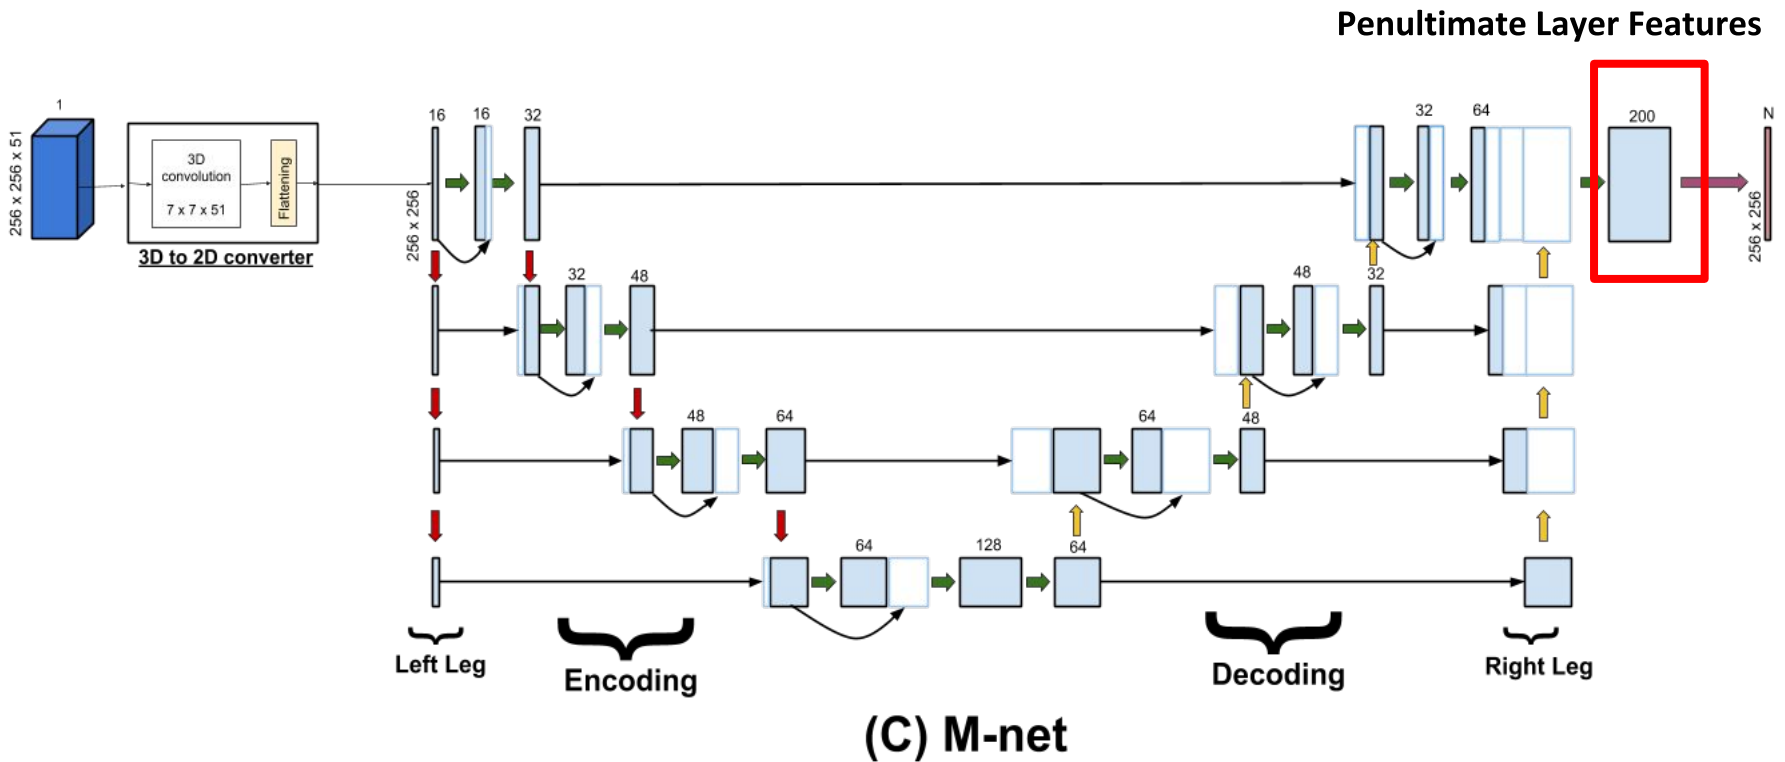 Penultimate Layer Features
1
256 x 256 x 51
3D
convolution
7 x 7 x 51
Flattening
3D to 2D converter
16
256 x 256
16
32
32
64
200
N
256 x 256
32
48
48
32
48
64
64
48
64
128
64
Left Leg
Encoding
Decoding
Right Leg
(C) M-net